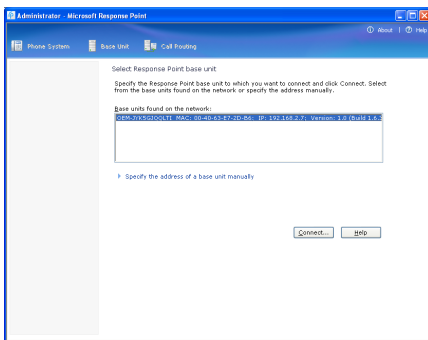 Administrator - Microsoft Response Point
About | Help
Phone System Base Unit Call Routing
Select Response Point base unit
Specify the Response Point base unit to which you want to connect and click Connect. Select
from the base units found on the network or specify the address manually.
Base units found on the network:
OEM-JYK5GJOOLTI MAC: 00-40-63-E7-2D-B6; IP: 192.168.2.7; Version: 1.0 (Build 1.6.
Specify the address of a base unit manually
Connect... Help